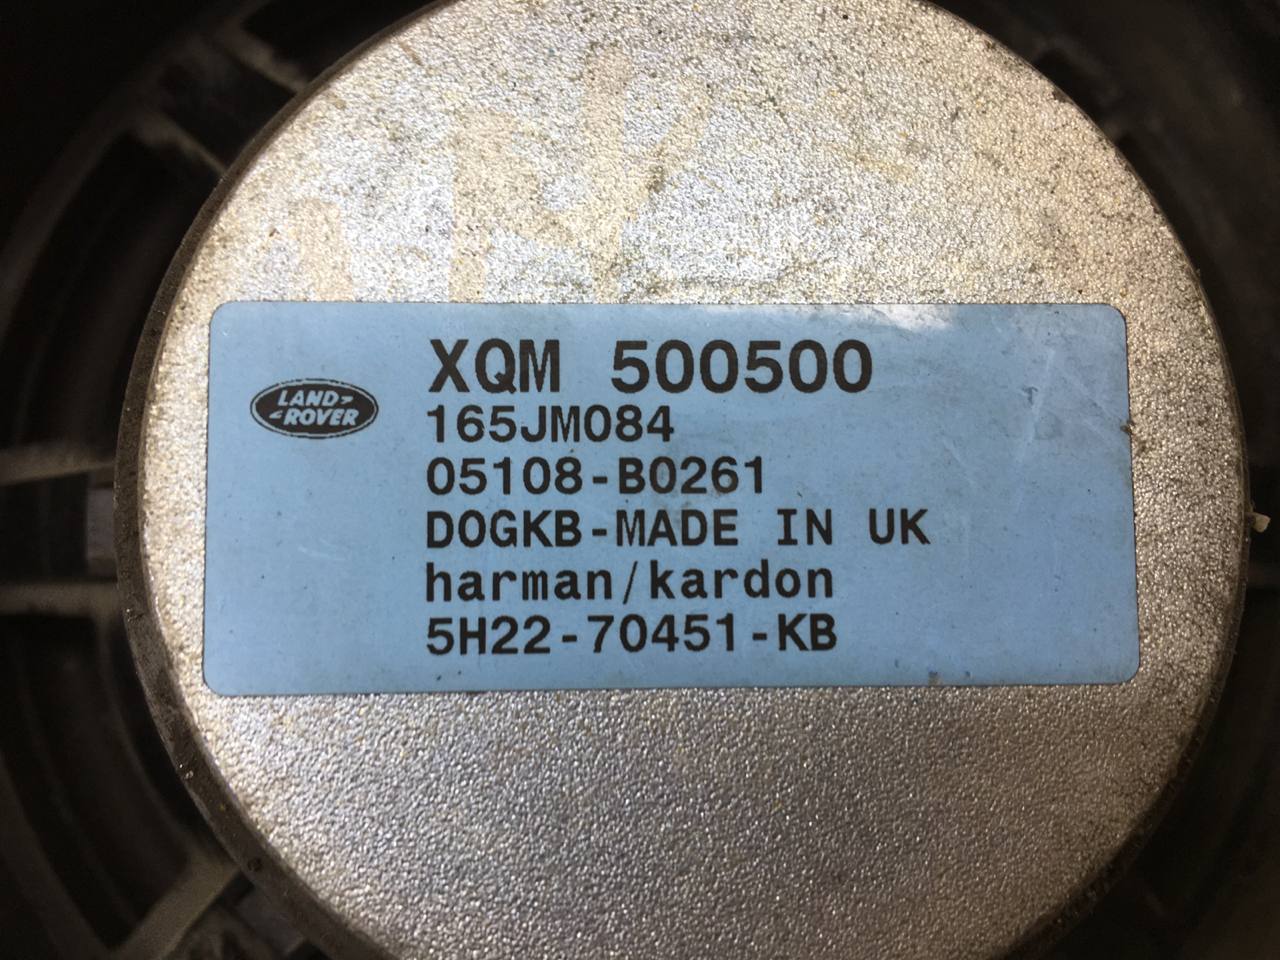 XQM 500500
LAND
ROVER
165JM084
05108-B0261
DOGKB-MADE IN UK
harman/kardon
5H22-70451-KB